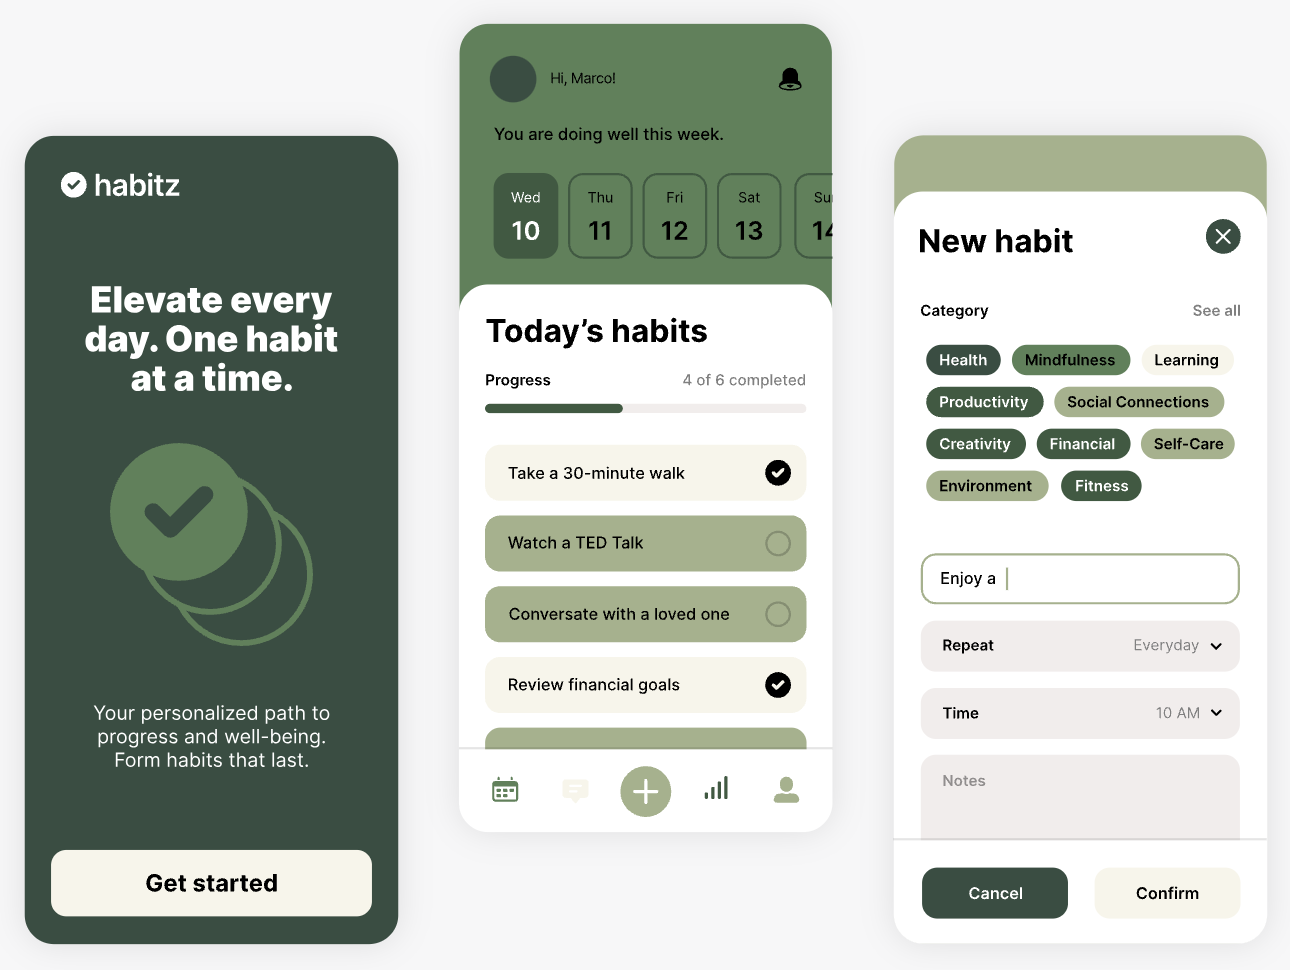 habitz
Elevate every
day. One habit
at a time.
Your personalized path to
progress and well-being.
Form habits that last.
Get started
Hi, Marco!
You are doing well this week.
Wed Thu Fri Sat Su
10 11 12 13 14
Today’s habits
Progress 4 of 6 completed
Take a 30-minute walk
Watch a TED Talk
Conversate with a loved one
Review financial goals
New habit
Category See all
Health Mindfulness Learning
Productivity Social Connections
Creativity Financial Self-Care
Environment Fitness
Enjoy a
Repeat Everyday
Time 10 AM
Notes
Cancel Confirm